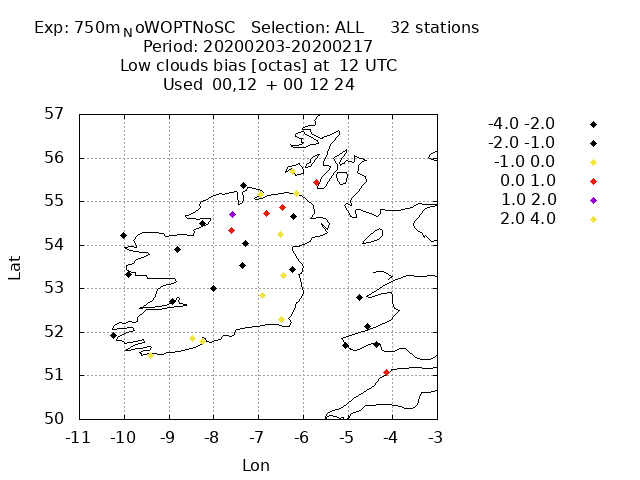 Exp: 750m N oWOPTNoSC   Selection: ALL     32 stations
Period: 20200203-20200217
Low clouds bias [octas] at  12 UTC
Used  00,12  + 00 12 24
-4.0 -2.0
-2.0 -1.0
-1.0 0.0
0.0 1.0
1.0 2.0
2.0 4.0
57
56
55
54
53
52
51
50
Lat
-11 -10 -9 -8 -7 -6 -5 -4 -3
Lon